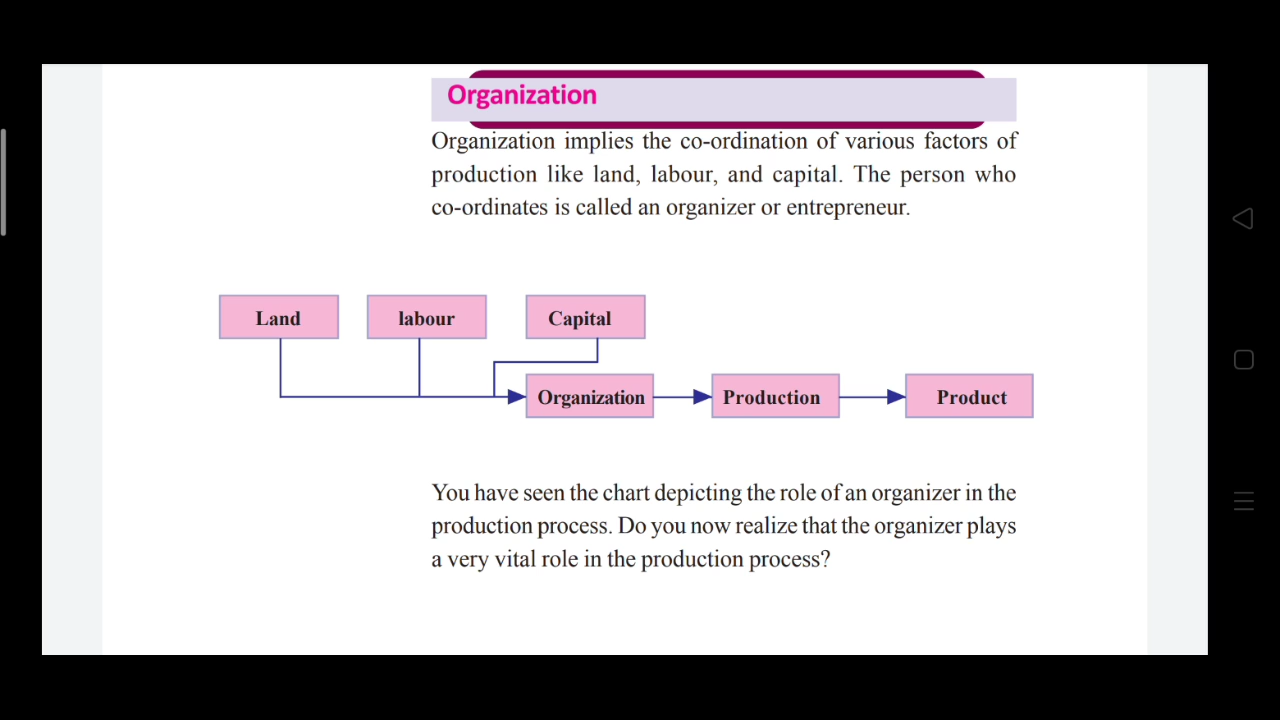 Organization
Organization implies the co-ordination of various factors of
production like land, labour, and capital. The person who
co-ordinates is called an organizer or entrepreneur.
Land labour Capital
Organization Production Product
You have seen the chart depicting the role of an organizer in the
production process. Do you now realize that the organizer plays
a very vital role in the production process?